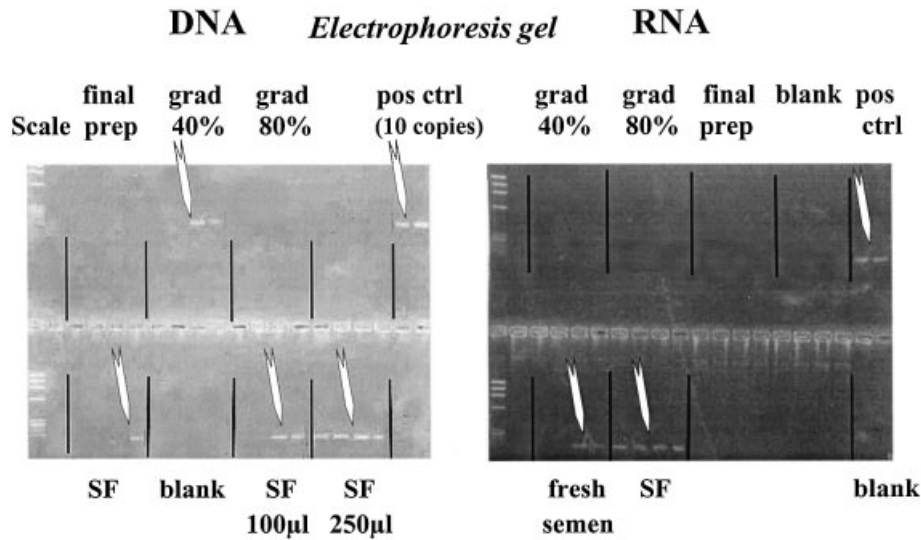 DNA Electrophoresis gel RNA
final grad grad pos ctrl grad grad final blank pos
Scale prep 40% 80% (10 copies) 40% 80% prep ctrl
SF blank SF SF fresh SF blank
100µl 250µl semen